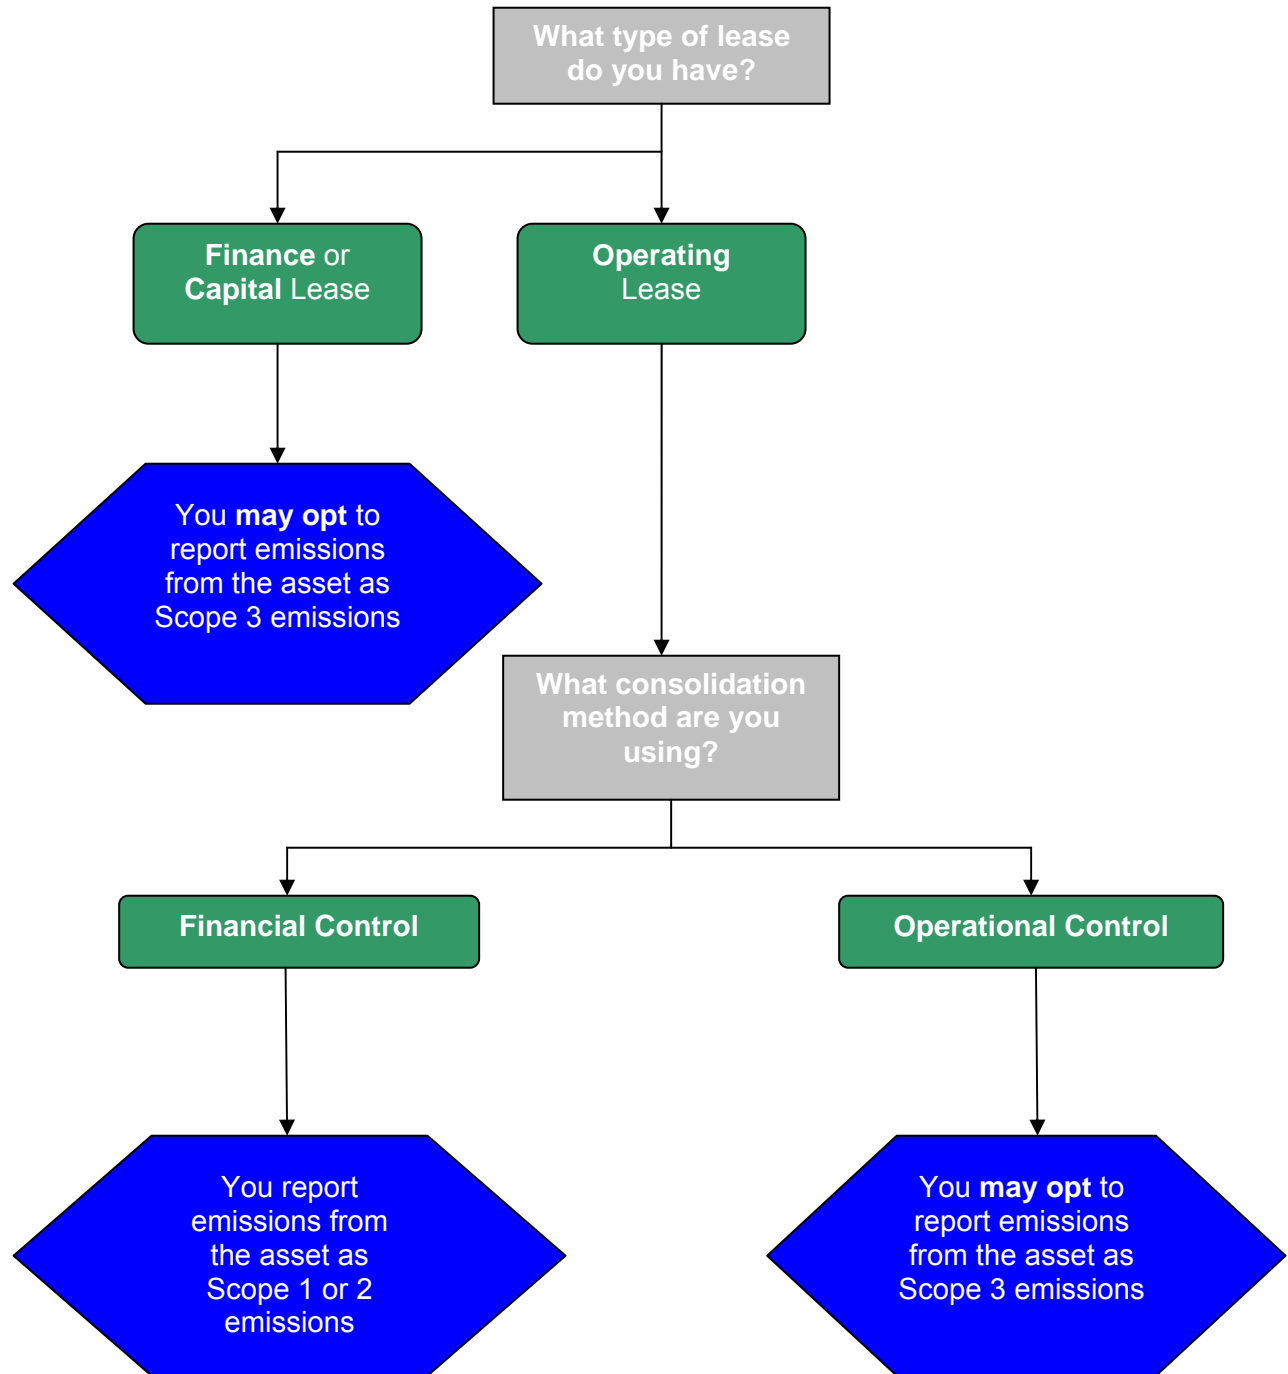 What type of lease
do you have?
Finance or
Capital Lease
Operating
Lease
You may opt to
report emissions
from the asset as
Scope 3 emissions
What consolidation
method are you
using?
Financial Control
Operational Control
You report
emissions from
the asset as
Scope 1 or 2
emissions
You may opt to
report emissions
from the asset as
Scope 3 emissions